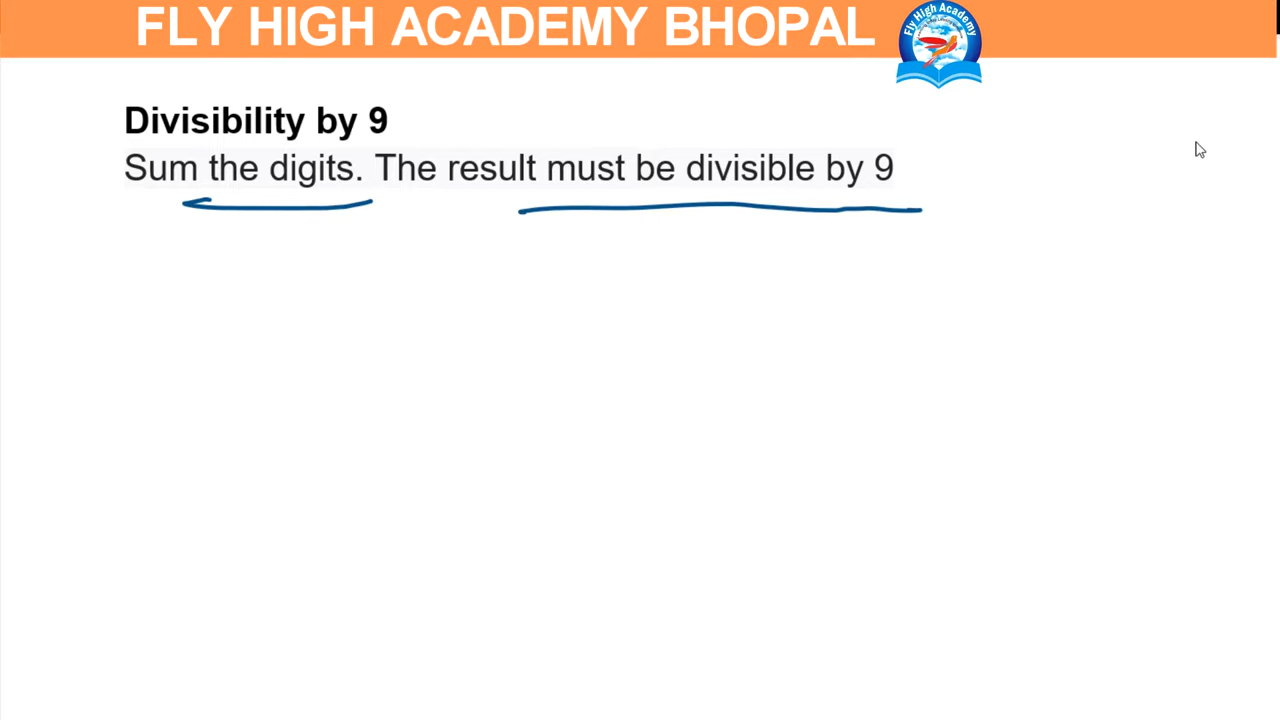 FLY HIGH ACADEMY BHOPAL
Fly High Academy
Divisibility by 9
Sum the digits. The result must be divisible by 9